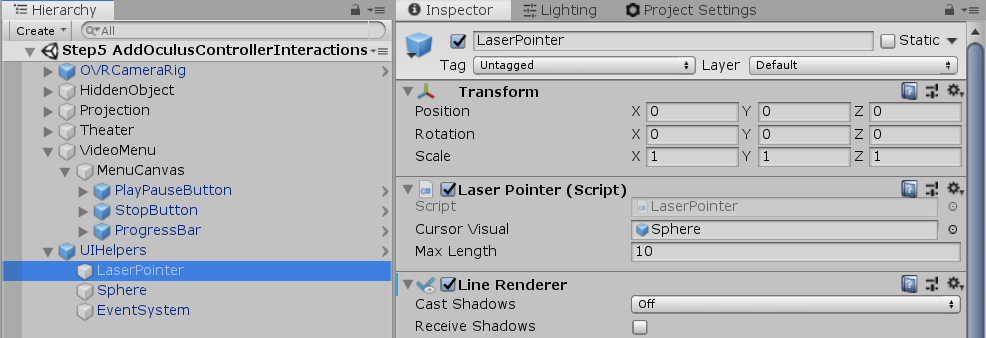 Hierarchy
Create
All
Step5 AddOculusControllerInteractions
OVRCameraRig
HiddenObject
Projection
Theater
VideoMenu
MenuCanvas
PlayPauseButton
StopButton
ProgressBar
UIHelpers
LaserPointer
Sphere
EventSystem
Inspector Lighting Project Settings
LaserPointer Static
Tag Untagged Layer Default
Transform
Position X 0 Y 0 Z 0
Rotation X 0 Y 0 Z 0
Scale X 1 Y 1 Z 1
Laser Pointer (Script)
Script LaserPointer
Cursor Visual Sphere
Max Length 10
Line Renderer
Cast Shadows Off
Receive Shadows